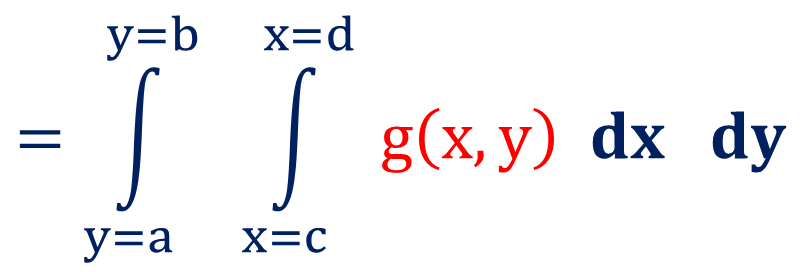 y=b x=d
= ∫ ∫ g(x, y) dx dy
y=a x=c